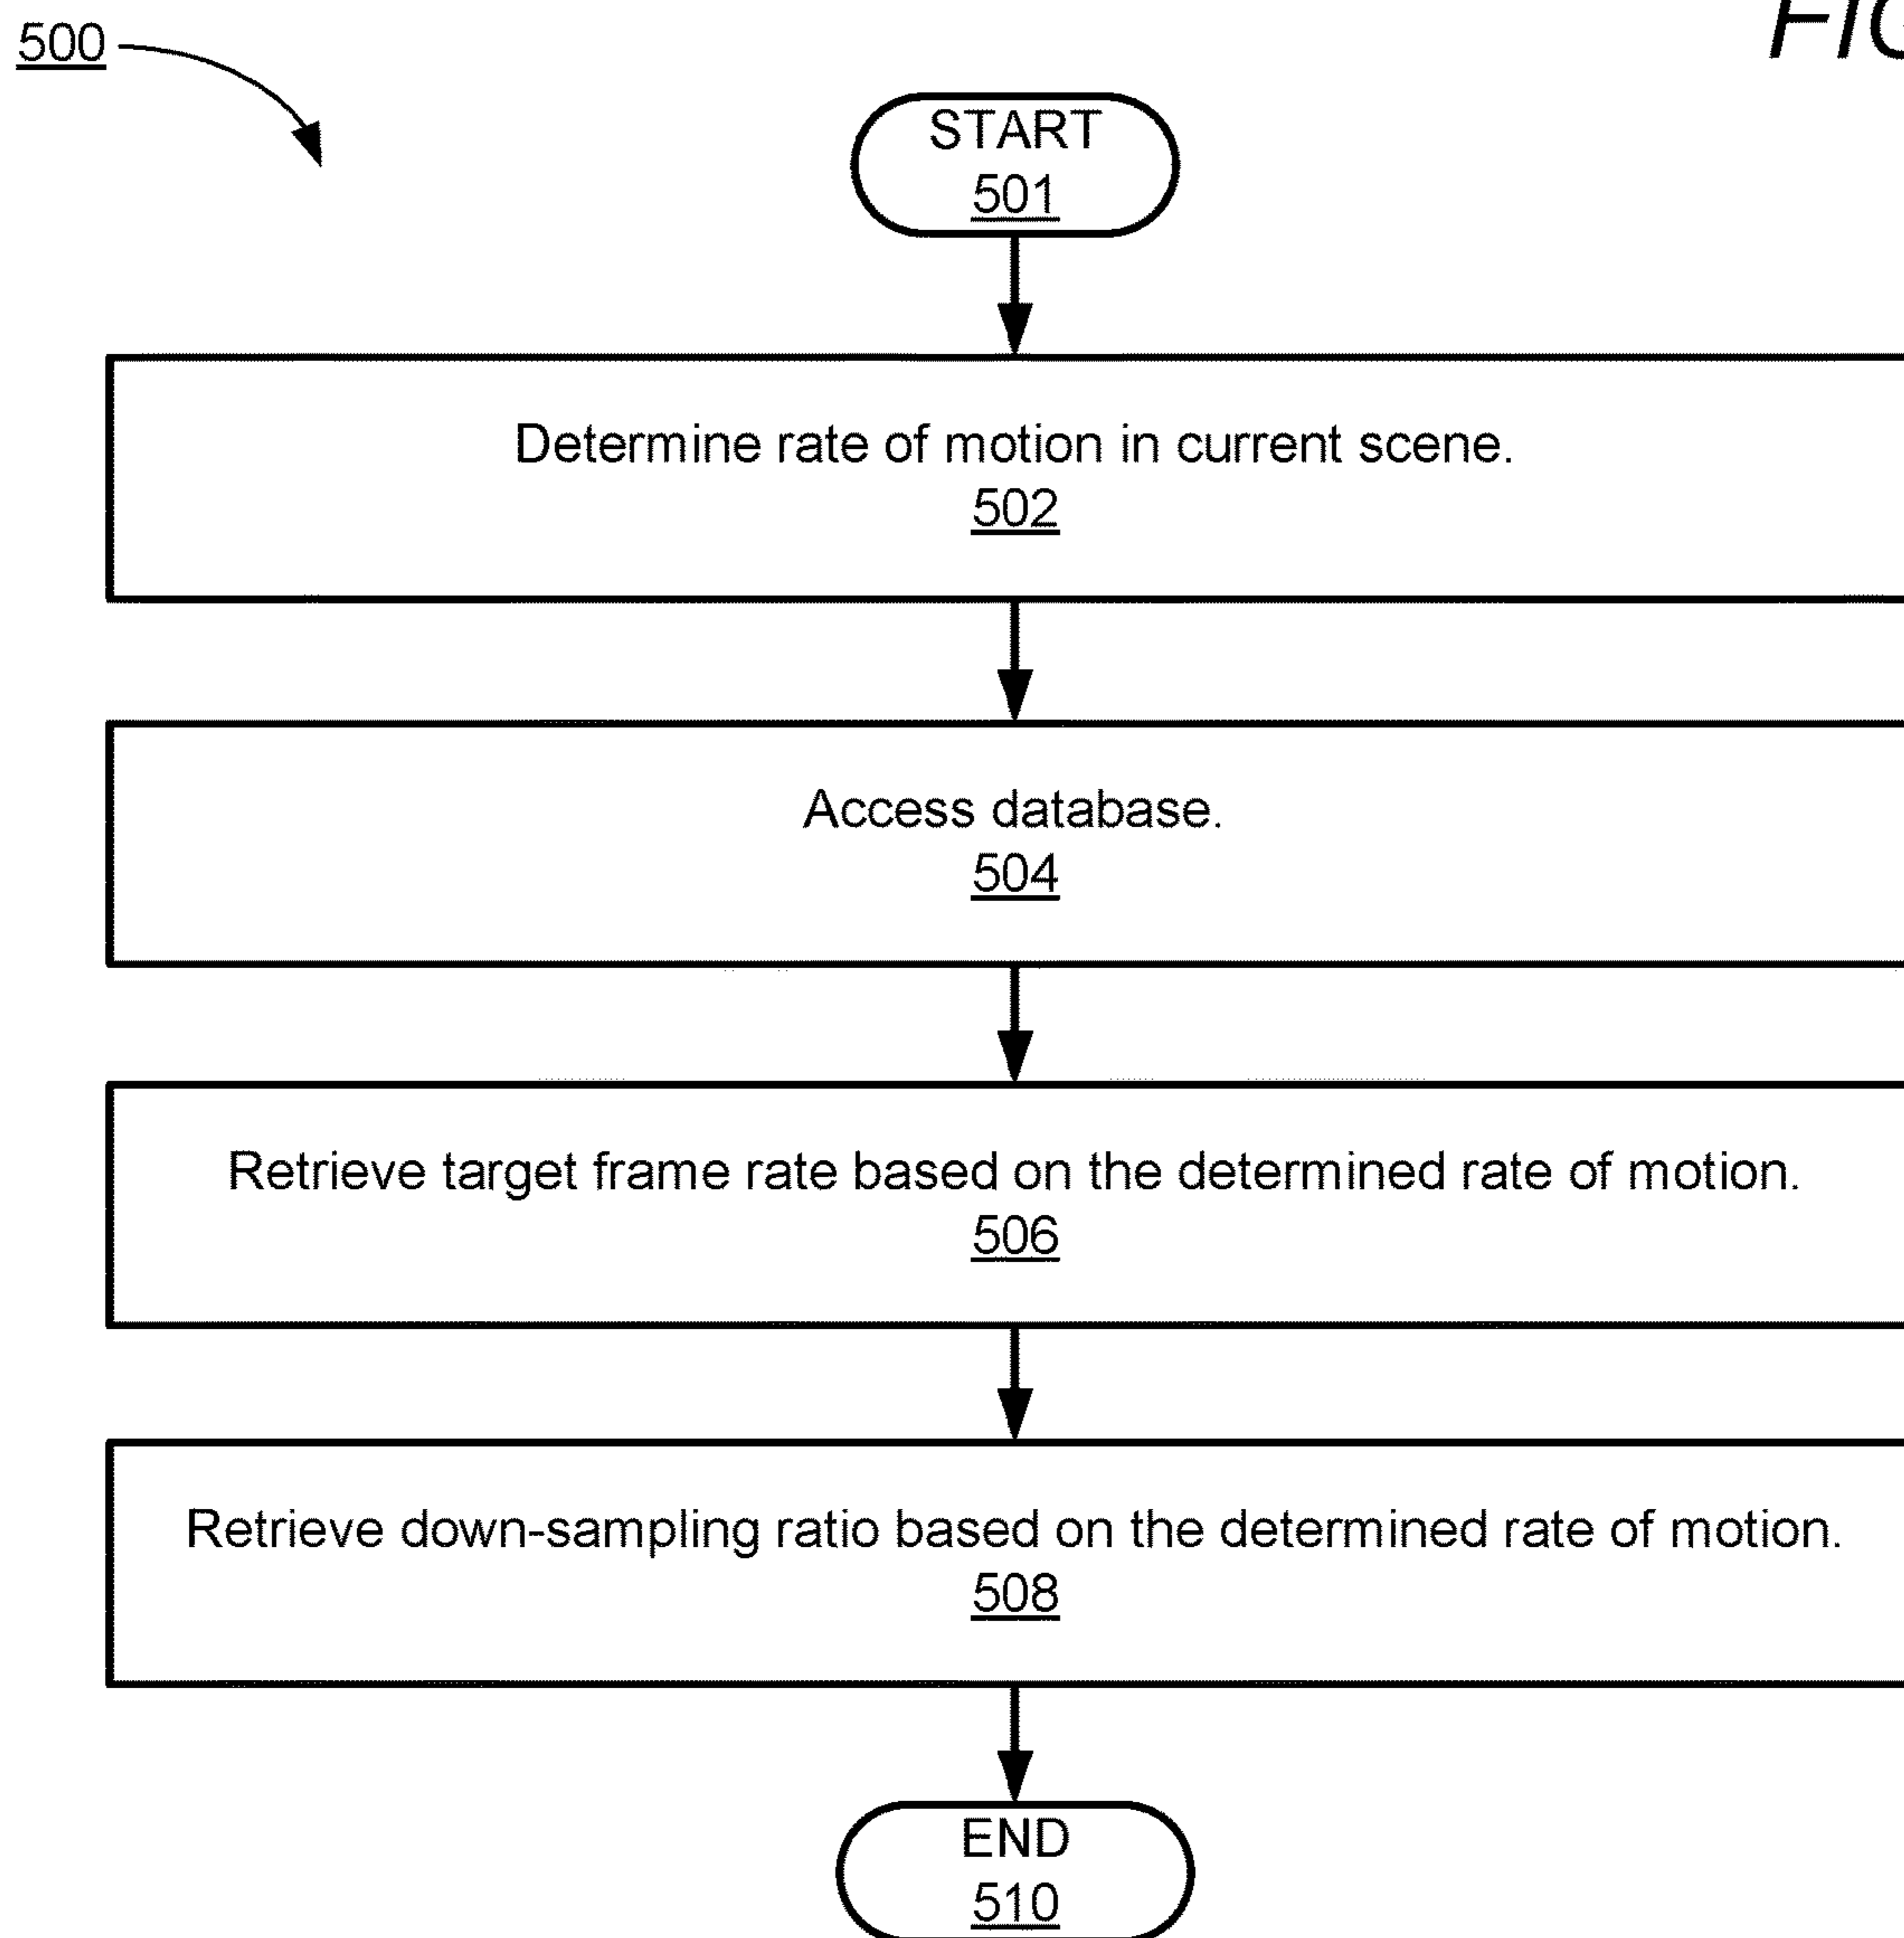 500
FIG
START
501
Determine rate of motion in current scene.
502
Access database.
504
Retrieve target frame rate based on the determined rate of motion.
506
Retrieve down-sampling ratio based on the determined rate of motion.
508
END
510